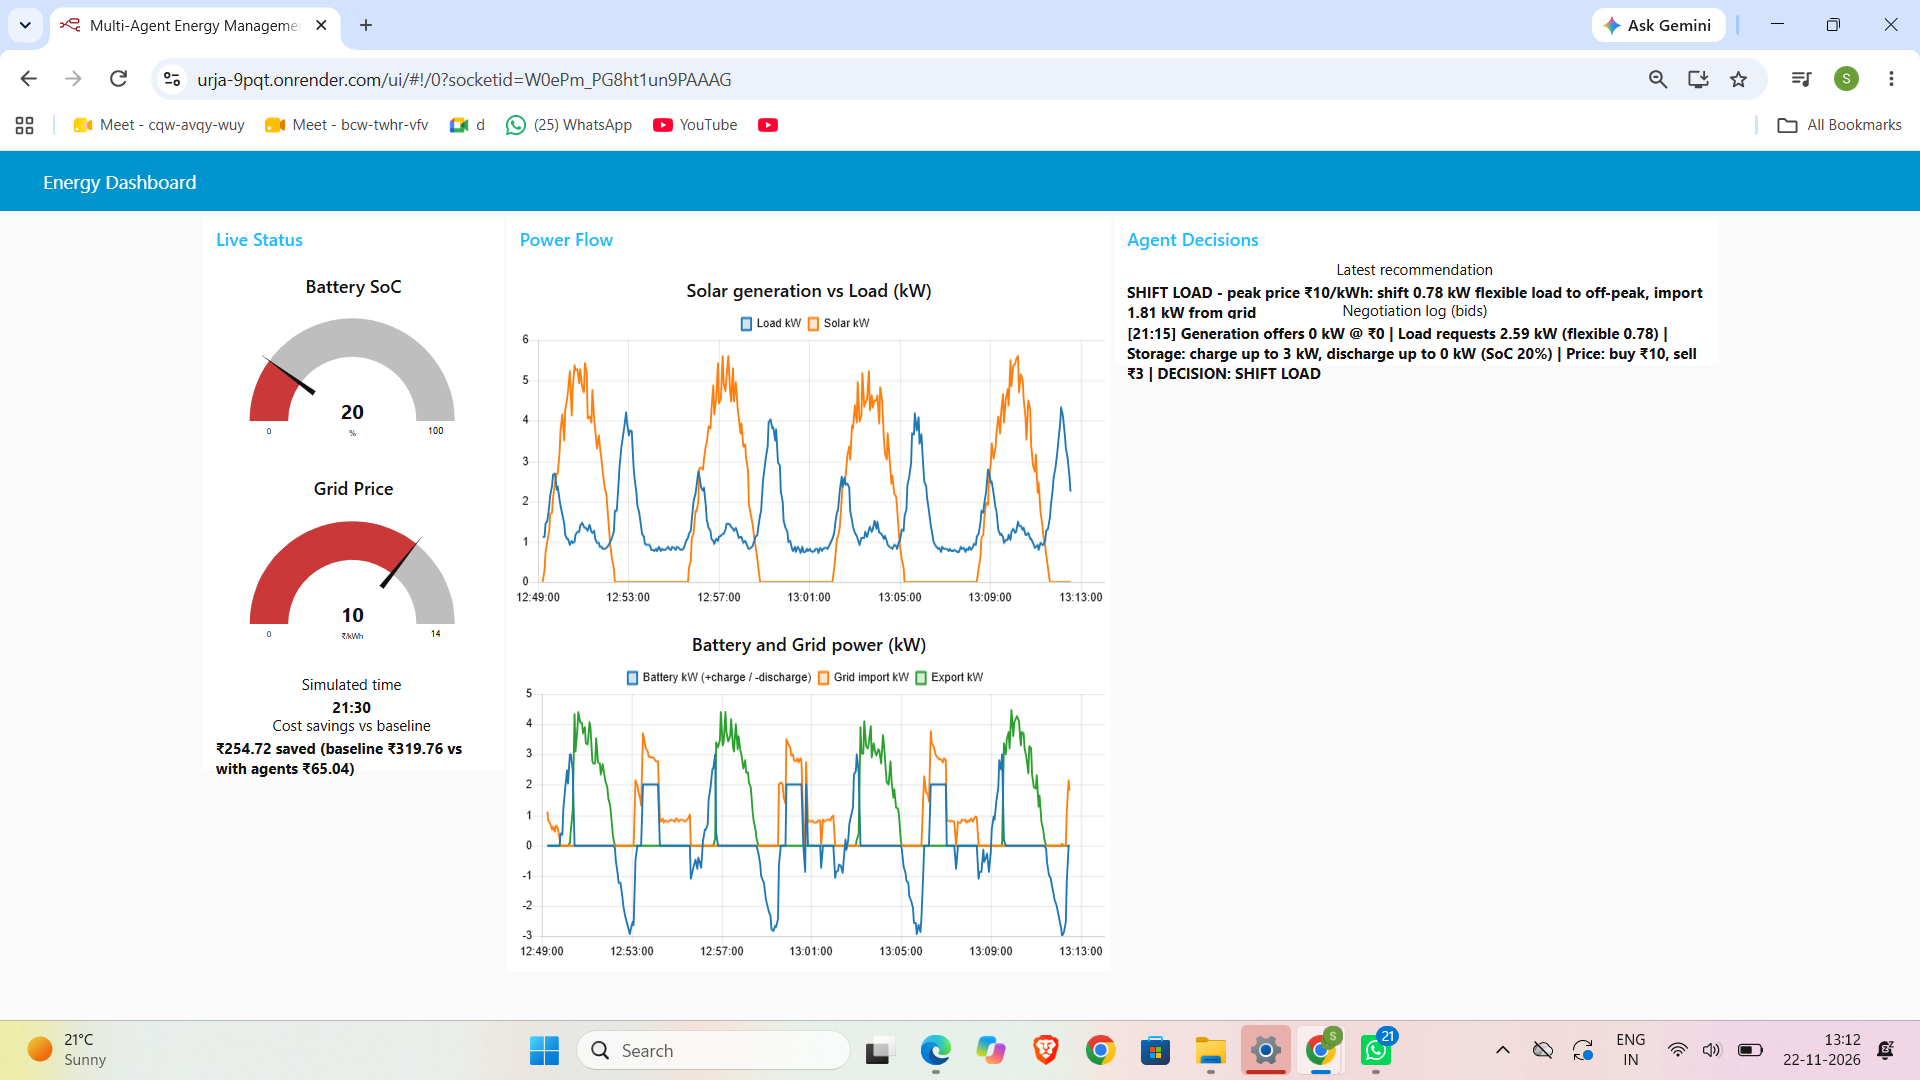 Multi-Agent Energy Manageme
Ask Gemini
urja-9pqt.onrender.com/ui/#!/0?socketid=W0ePm_PG8ht1un9PAAAG
S
Meet - cqw-avqy-wuy
Meet - bcw-twhr-vfv
d
(25) WhatsApp
YouTube
All Bookmarks
Energy Dashboard
Live Status
Battery SoC
20
%
0
100
Grid Price
10
₹/kWh
0
14
Simulated time
21:30
Cost savings vs baseline
₹254.72 saved (baseline ₹319.76 vs
with agents ₹65.04)
Power Flow
Solar generation vs Load (kW)
Load kW
Solar kW
6
5
4
3
2
1
0
12:49:00
12:53:00
12:57:00
13:01:00
13:05:00
13:09:00
13:13:00
Battery and Grid power (kW)
Battery kW (+charge / -discharge)
Grid import kW
Export kW
5
4
3
2
1
0
-1
-2
-3
12:49:00
12:53:00
12:57:00
13:01:00
13:05:00
13:09:00
13:13:00
Agent Decisions
Latest recommendation
SHIFT LOAD - peak price ₹10/kWh: shift 0.78 kW flexible load to off-peak, import
1.81 kW from grid
Negotiation log (bids)
[21:15] Generation offers 0 kW @ ₹0 | Load requests 2.59 kW (flexible 0.78) |
Storage: charge up to 3 kW, discharge up to 0 kW (SoC 20%) | Price: buy ₹10, sell
₹3 | DECISION: SHIFT LOAD
21°C
Sunny
Search
S
21
ENG
IN
13:12
22-11-2026